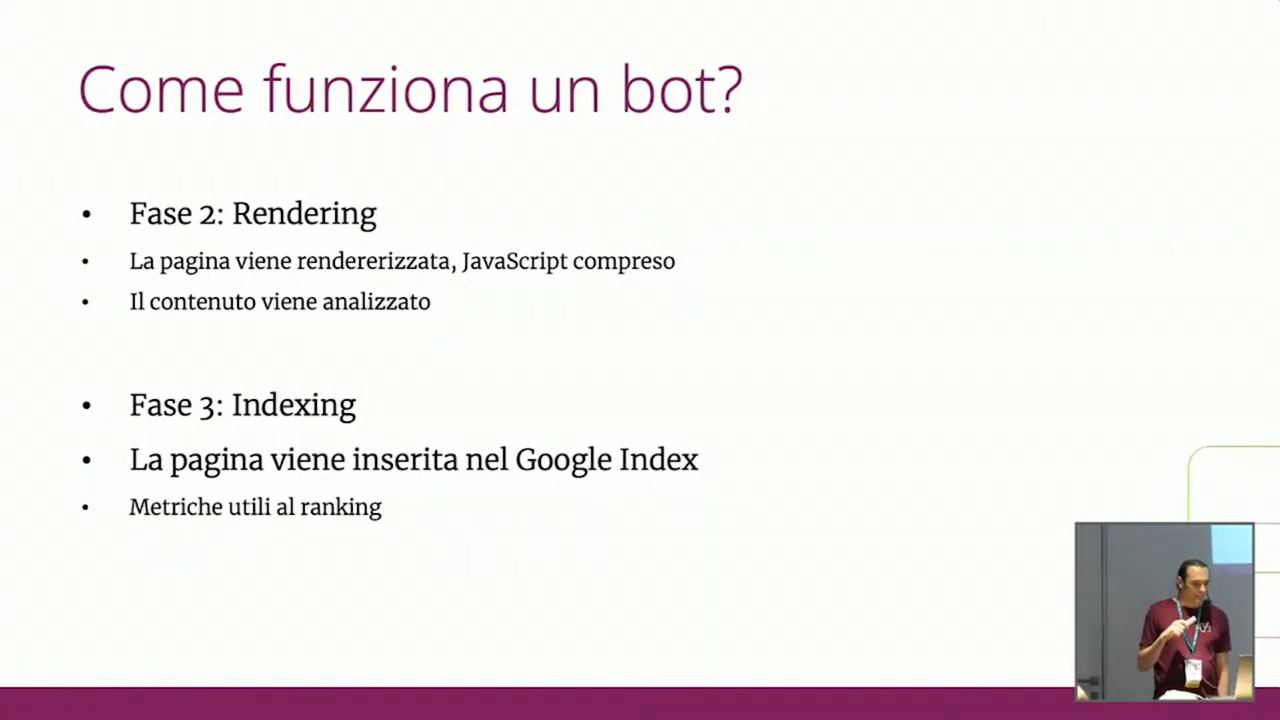 Come funziona un bot?
• Fase 2: Rendering
• La pagina viene rendererizzata, JavaScript compreso
• Il contenuto viene analizzato
• Fase 3: Indexing
• La pagina viene inserita nel Google Index
• Metriche utili al ranking